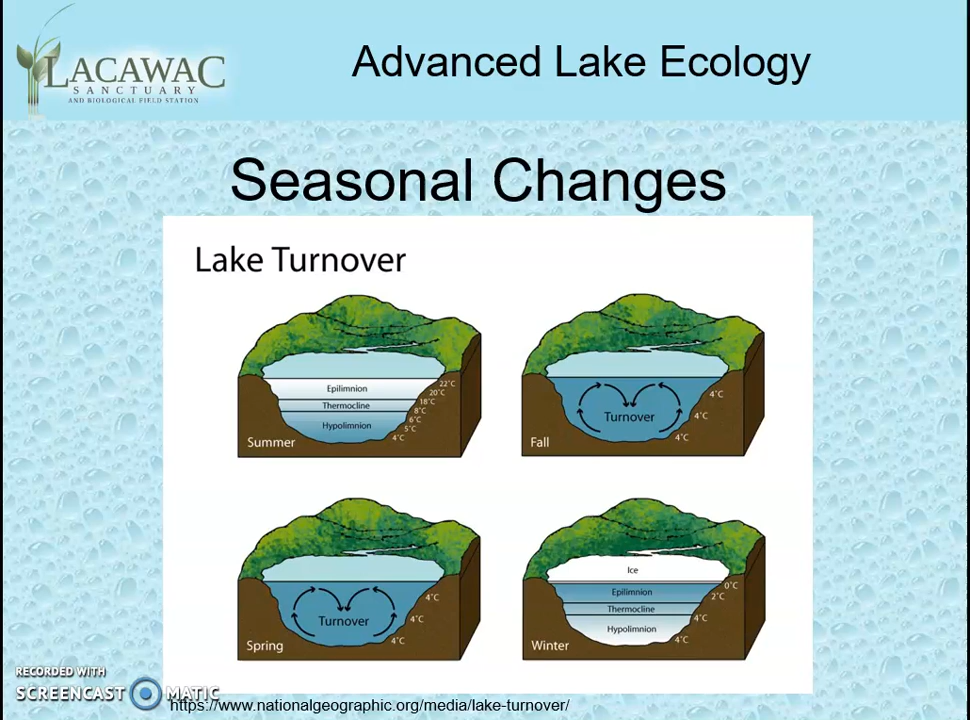 LACAWAC
SANCTUARY
AND BIOLOGICAL FIELD STATION
Advanced Lake Ecology
Seasonal Changes
Lake Turnover
Epilimnion
Thermocline
Hypolimnion
22°C
20°C
18°C
8°C
6°C
5°C
4°C
Summer
Turnover
4°C
4°C
4°C
Fall
Turnover
4°C
4°C
4°C
Spring
Ice
Epilimnion
Thermocline
Hypolimnion
0°C
2°C
4°C
4°C
Winter
RECORDED WITH
SCREENCAST MATIC
https://www.nationalgeographic.org/media/lake-turnover/